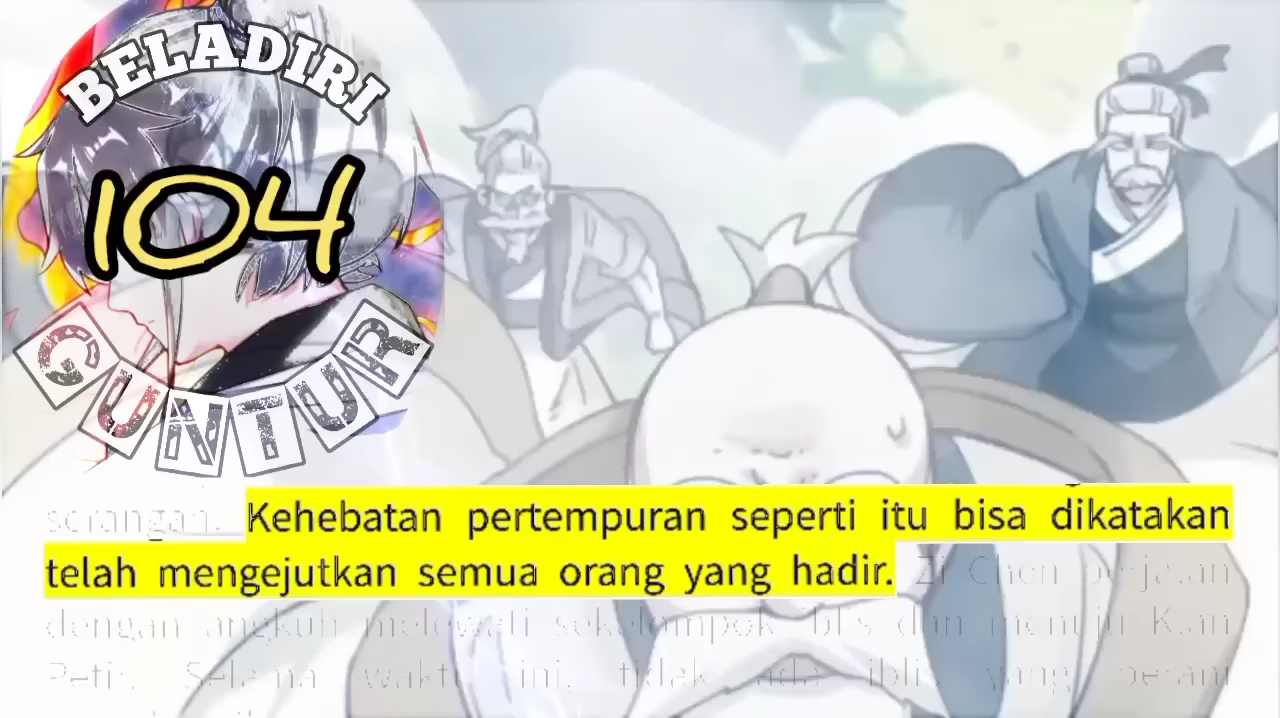 BELADIRI
104
GUNTUR
serangan. Kehebatan pertempuran seperti itu bisa dikatakan
telah mengejutkan semua orang yang hadir. Zi Chen berjalan
dengan angkuh melewati sekelompok iblis dan menuju Klan
Petir. Selama waktu ini, tidak ada iblis yang berani